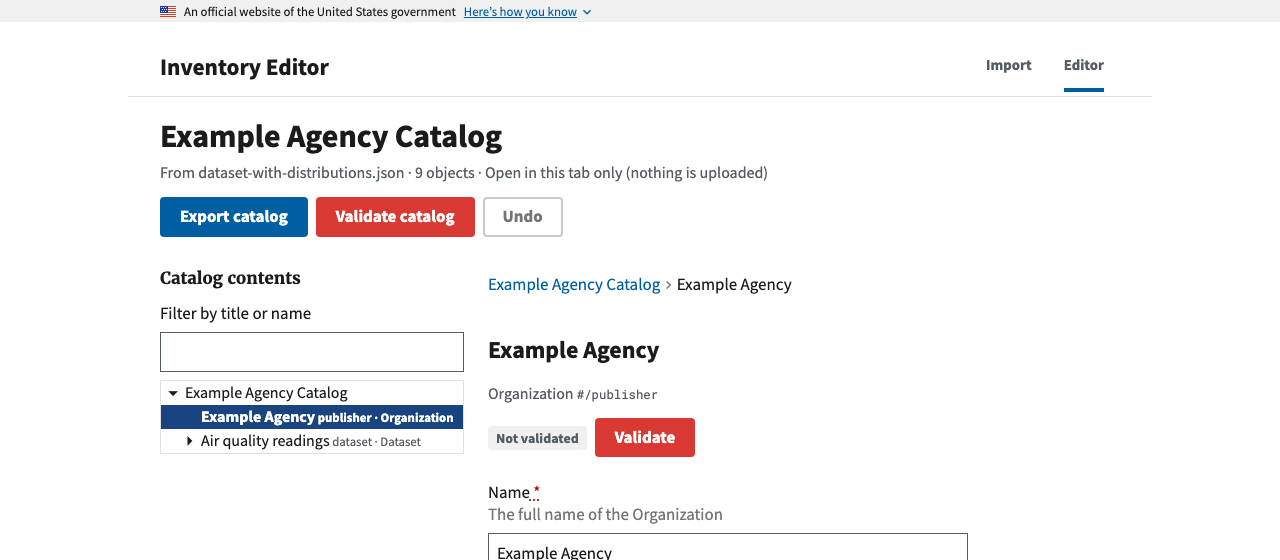 An official website of the United States government Here's how you know
Inventory Editor
Import
Editor
Example Agency Catalog
From dataset-with-distributions.json · 9 objects · Open in this tab only (nothing is uploaded)
Export catalog
Validate catalog
Undo
Catalog contents
Filter by title or name
Example Agency Catalog
Example Agency publisher · Organization
Air quality readings dataset · Dataset
Example Agency Catalog > Example Agency
Example Agency
Organization #/publisher
Not validated
Validate
Name *
The full name of the Organization
Example Agency